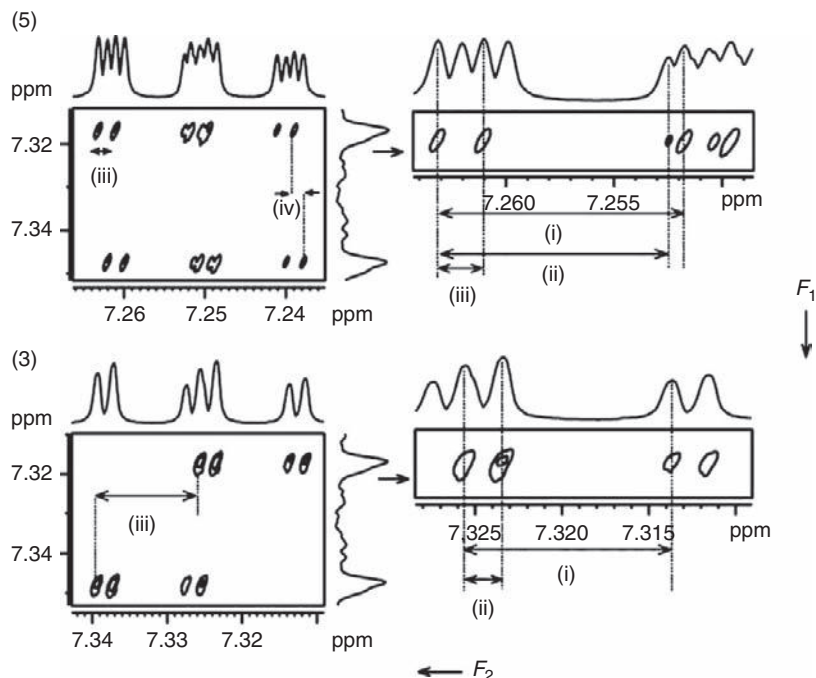 (5)
ppm
7.32
(iii)
(iv)
7.34
7.26 7.25 7.24 ppm
7.260 7.255 ppm
(i)
(ii)
(iii)
F1
(3)
ppm
7.32
(iii)
7.34
7.34 7.33 7.32 ppm
7.325 7.320 7.315 ppm
(i)
(ii)
F2